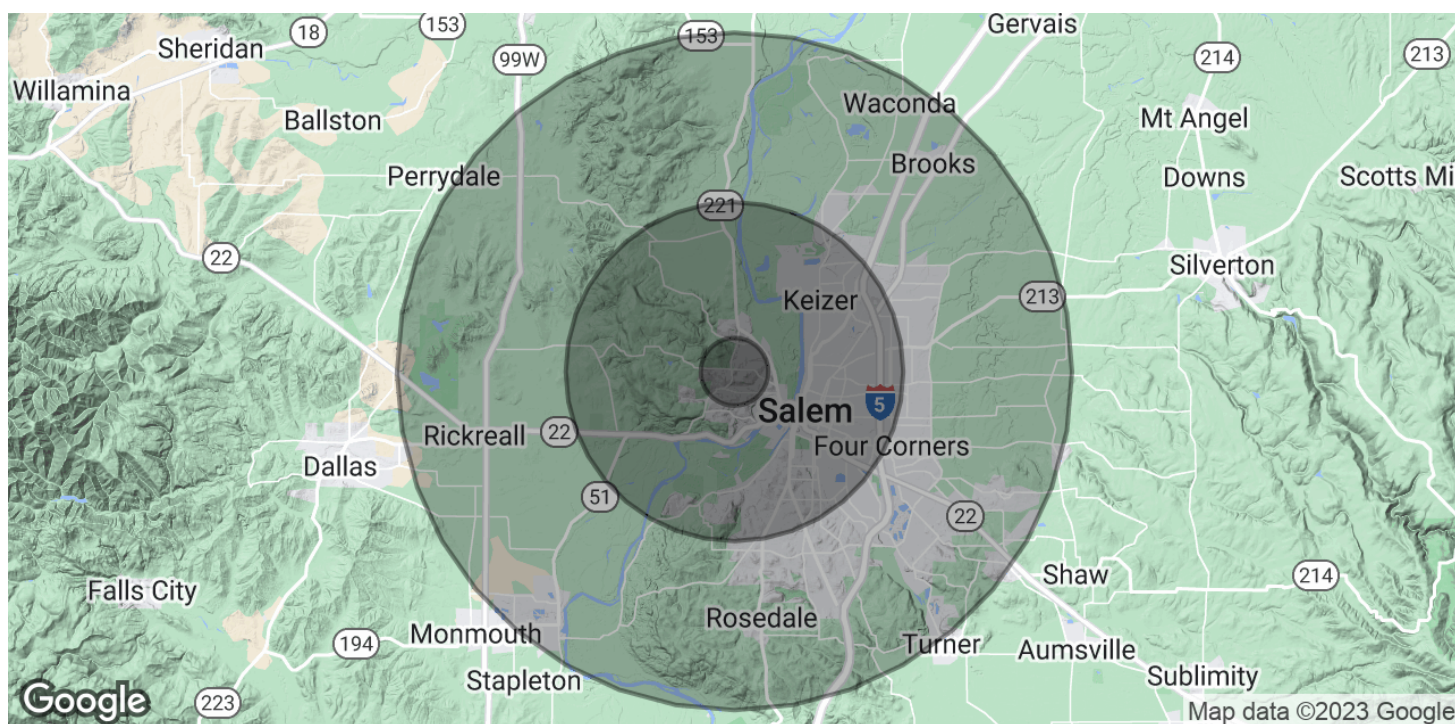 Gervais
153
18
153
Sheridan
99W
214
213
Willamina
Waconda
Ballston
Mt Angel
Brooks
Perrydale
Downs
Scotts Mi
221
22
Silverton
Keizer
213
5
Salem
Rickreall
22
Four Corners
Dallas
51
22
Shaw
214
Falls City
Rosedale
Monmouth
194
Turner
Aumsville
Stapleton
Sublimity
223
Google
Map data ©2023 Google